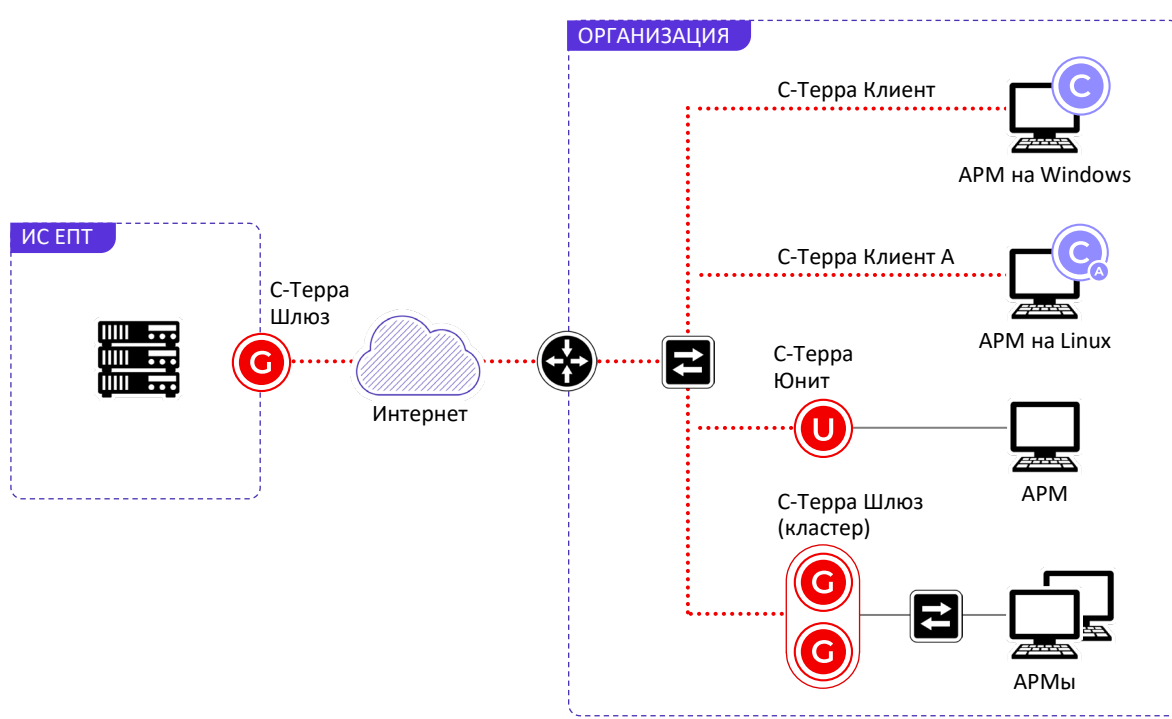 ОРГАНИЗАЦИЯ
С-Терра Клиент
С
АРМ на Windows
ИС ЕПТ
С-Терра Клиент А
С
А
АРМ на Linux
С-Терра
Шлюз
G
Интернет
С-Терра
Юнит
U
АРМ
С-Терра Шлюз
(кластер)
G
G
АРМы